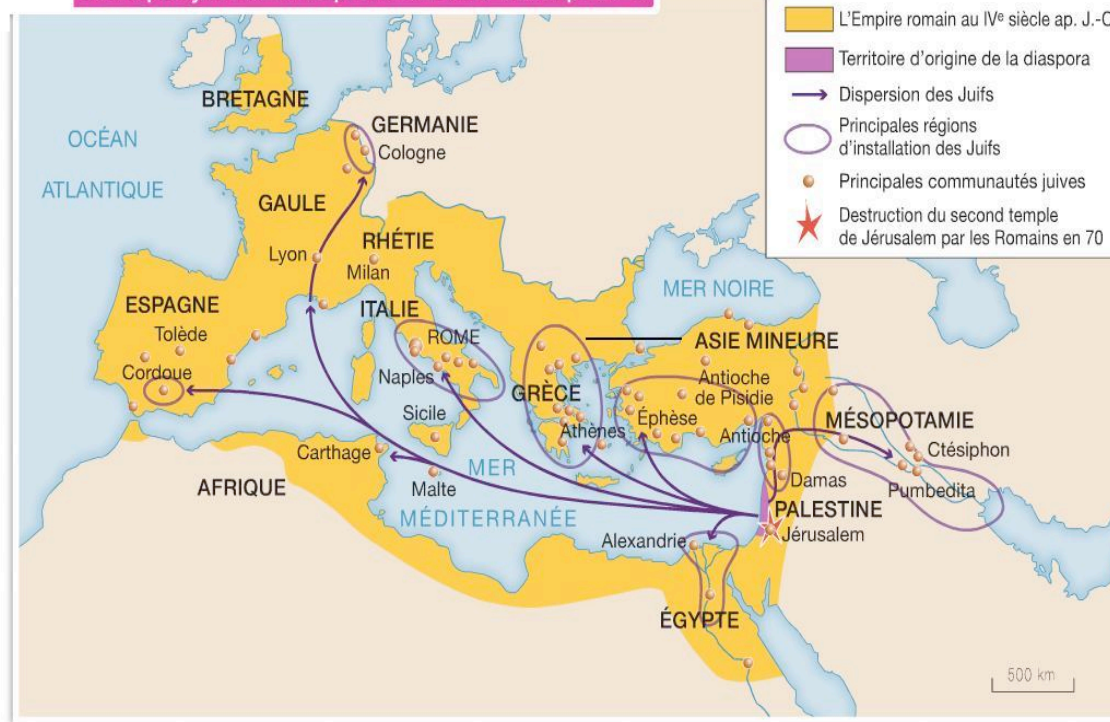 L'Empire romain au IVe siècle ap. J.-C
Territoire d'origine de la diaspora
Dispersion des Juifs
Principales régions
d'installation des Juifs
Principales communautés juives
Destruction du second temple
de Jérusalem par les Romains en 70
BRETAGNE
OCÉAN
ATLANTIQUE
GERMANIE
Cologne
GAULE
Lyon
RHÉTIE
Milan
MER NOIRE
ESPAGNE
Tolède
Cordoue
ITALIE
ROME
Naples
Sicile
GRÈCE
Athènes
ASIE MINEURE
Antioche
de Pisidie
Éphèse
Antioche
MÉSOPOTAMIE
Ctésiphon
Pumbedita
Damas
PALESTINE
Jérusalem
Carthage
AFRIQUE
Malte
MER
MÉDITERRANÉE
Alexandrie
ÉGYPTE
500 km